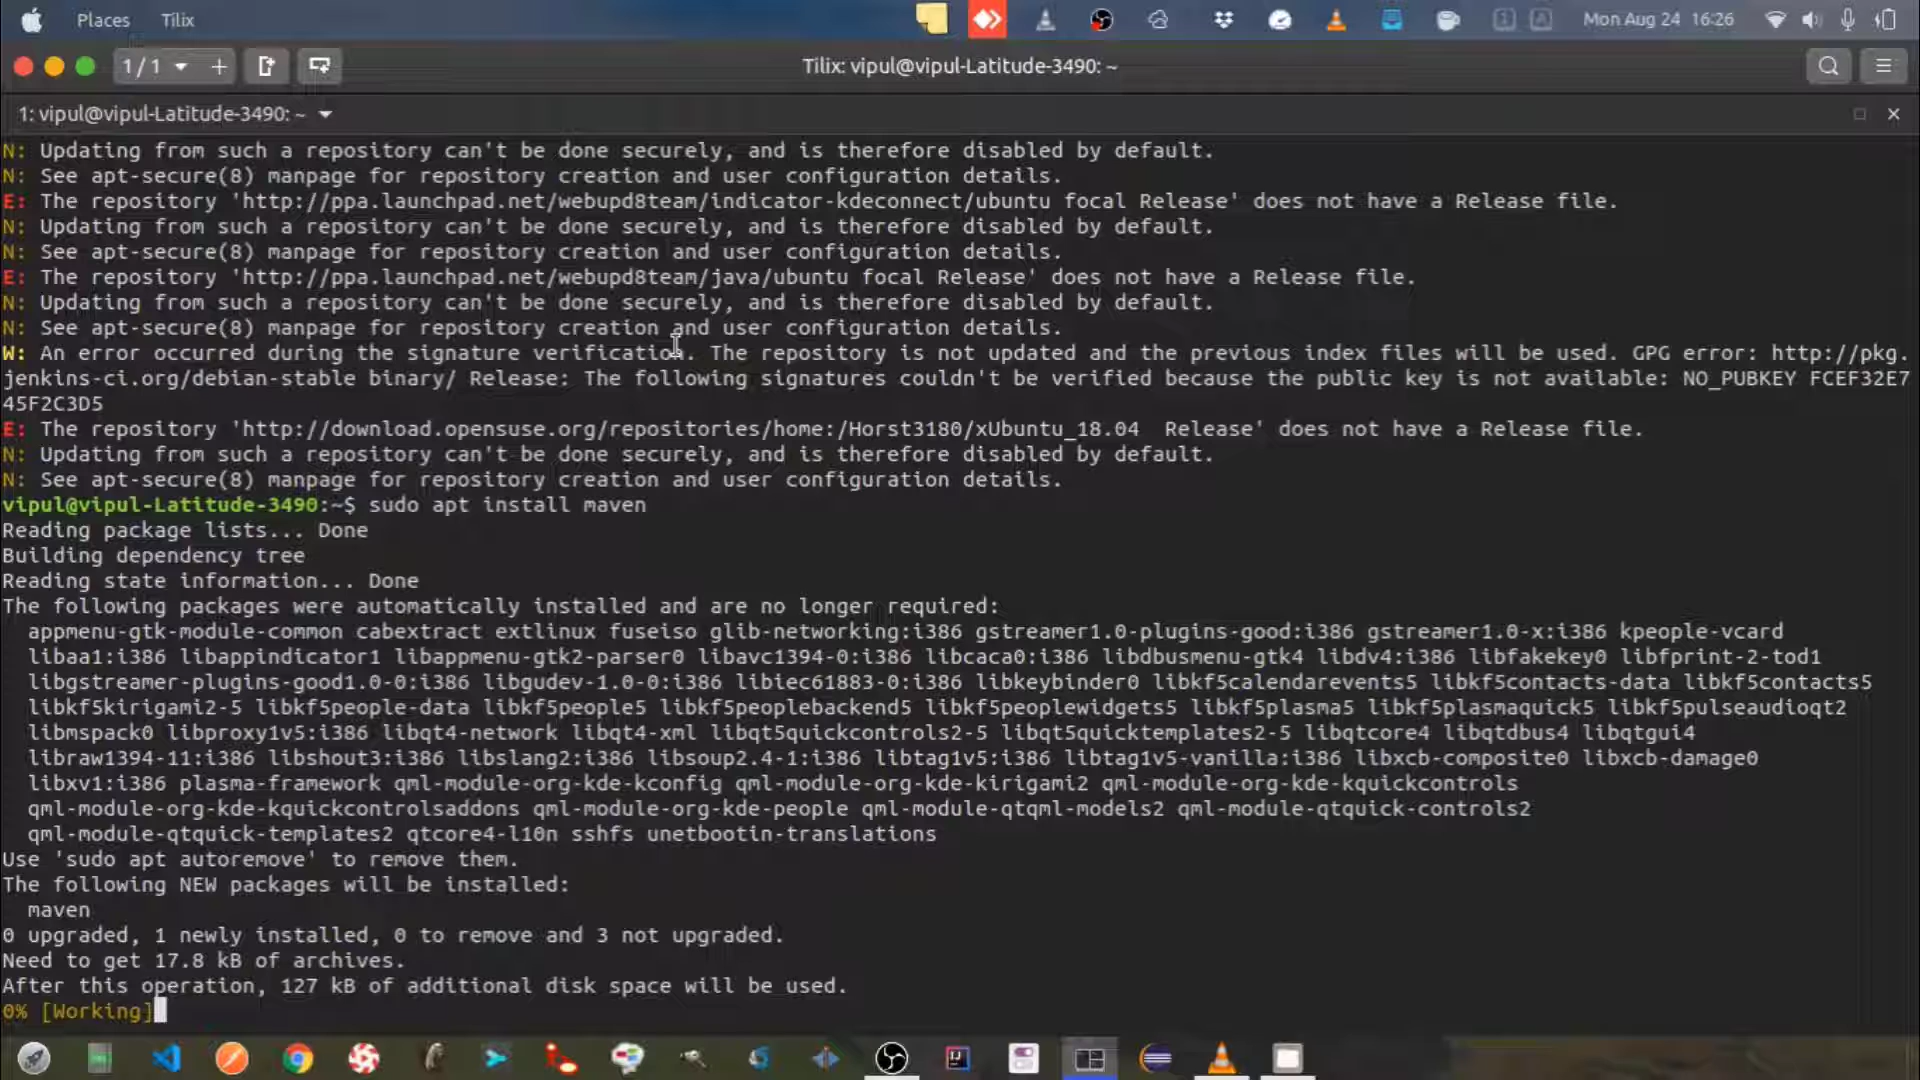 Places Tilix Mon Aug 24 16:26
1 / 1 Tilix: vipul@vipul-Latitude-3490: ~
1: vipul@vipul-Latitude-3490: ~
N: Updating from such a repository can't be done securely, and is therefore disabled by default.
N: See apt-secure(8) manpage for repository creation and user configuration details.
E: The repository 'http://ppa.launchpad.net/webupd8team/indicator-kdeconnect/ubuntu focal Release' does not have a Release file.
N: Updating from such a repository can't be done securely, and is therefore disabled by default.
N: See apt-secure(8) manpage for repository creation and user configuration details.
E: The repository 'http://ppa.launchpad.net/webupd8team/java/ubuntu focal Release' does not have a Release file.
N: Updating from such a repository can't be done securely, and is therefore disabled by default.
N: See apt-secure(8) manpage for repository creation and user configuration details.
W: An error occurred during the signature verification. The repository is not updated and the previous index files will be used. GPG error: http://pkg.
jenkins-ci.org/debian-stable binary/ Release: The following signatures couldn't be verified because the public key is not available: NO_PUBKEY FCEF32E7
45F2C3D5
E: The repository 'http://download.opensuse.org/repositories/home:/Horst3180/xUbuntu_18.04  Release' does not have a Release file.
N: Updating from such a repository can't be done securely, and is therefore disabled by default.
N: See apt-secure(8) manpage for repository creation and user configuration details.
vipul@vipul-Latitude-3490:~$ sudo apt install maven
Reading package lists... Done
Building dependency tree
Reading state information... Done
The following packages were automatically installed and are no longer required:
appmenu-gtk-module-common cabextract extlinux fuseiso glib-networking:i386 gstreamer1.0-plugins-good:i386 gstreamer1.0-x:i386 kpeople-vcard
libaa1:i386 libappindicator1 libappmenu-gtk2-parser0 libavc1394-0:i386 libcaca0:i386 libdbusmenu-gtk4 libdv4:i386 libfakekey0 libfprint-2-tod1
libgstreamer-plugins-good1.0-0:i386 libgudev-1.0-0:i386 libiec61883-0:i386 libkeybinder0 libkf5calendarevents5 libkf5contacts-data libkf5contacts5
libkf5kirigami2-5 libkf5people-data libkf5people5 libkf5peoplebackend5 libkf5peoplewidgets5 libkf5plasma5 libkf5plasmaquick5 libkf5pulseaudioqt2
libmspack0 libproxy1v5:i386 libqt4-network libqt4-xml libqt5quickcontrols2-5 libqt5quicktemplates2-5 libqtcore4 libqtdbus4 libqtgui4
libraw1394-11:i386 libshout3:i386 libslang2:i386 libsoup2.4-1:i386 libtag1v5:i386 libtag1v5-vanilla:i386 libxcb-composite0 libxcb-damage0
libxv1:i386 plasma-framework qml-module-org-kde-kconfig qml-module-org-kde-kirigami2 qml-module-org-kde-kquickcontrols
qml-module-org-kde-kquickcontrolsaddons qml-module-org-kde-people qml-module-qtqml-models2 qml-module-qtquick-controls2
qml-module-qtquick-templates2 qtcore4-l10n sshfs unetbootin-translations
Use 'sudo apt autoremove' to remove them.
The following NEW packages will be installed:
maven
0 upgraded, 1 newly installed, 0 to remove and 3 not upgraded.
Need to get 17.8 kB of archives.
After this operation, 127 kB of additional disk space will be used.
0% [Working]